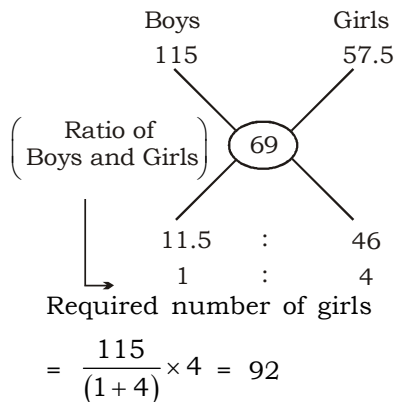 Boys Girls
115 57.5
Ratio of
Boys and Girls
69
11.5 : 46
1 : 4
Required number of girls
= 115/(1+4) × 4 = 92